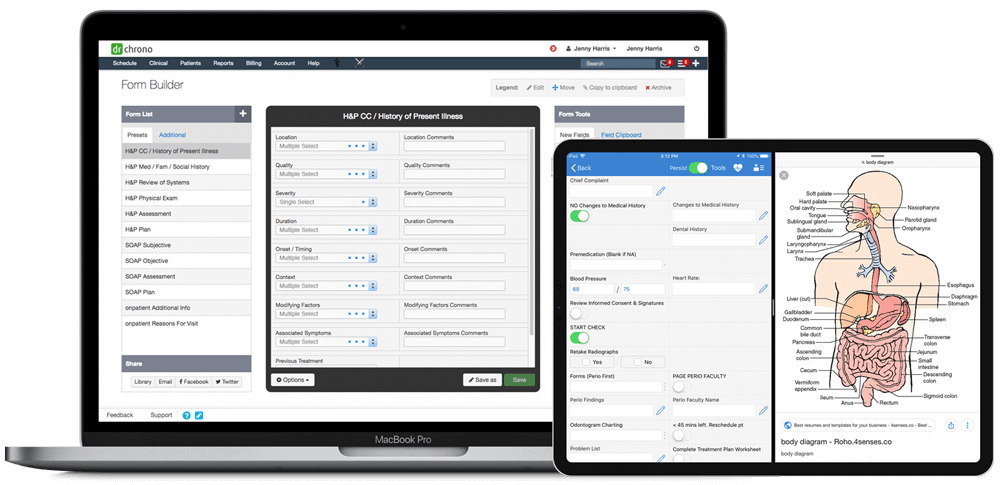 dr chrono
2 Jenny Harris Jenny Harris
Schedule Clinical Patients Reports Billing Account Help Search
Form Builder
Legend: Edit Move Copy to clipboard Archive
Form List +
Presets Additional
H&P CC / History of Present Illness
H&P Med / Fam / Social History
H&P Review of Systems
H&P Physical Exam
H&P Assessment
H&P Plan
SOAP Subjective
SOAP Objective
SOAP Assessment
SOAP Plan
onpatient Additional Info
onpatient Reasons For Visit
Share
Library Email Facebook Twitter
H&P CC / History of Present Illness
Location Location Comments
Multiple Select
Quality Quality Comments
Multiple Select
Severity Severity Comments
Single Select
Duration Duration Comments
Multiple Select
Onset / Timing Onset Comments
Multiple Select
Context Context Comments
Multiple Select
Modifying Factors Modifying Factors Comments
Multiple Select
Associated Symptoms Associated Symptoms Comments
Multiple Select
Previous Treatment
Options Save as Save
Form Tools
New Fields Field Clipboard
Feedback Support ?
MacBook Pro
iPad 3:12 PM 100%
Back Persist Tools
Chief Complaint
NO Changes to Medical History Changes to Medical History
Dental History
Premedication (Blank if NA)
Blood Pressure Heart Rate:
68 / 75
Review Informed Consent & Signatures
START CHECK
Retake Radiographs
Yes No
Forms (Perio First) PAGE PERIO FACULTY
Perio Findings Perio Faculty Name
Odontogram Charting < 45 mins left. Reschedule pt
Problem List Complete Treatment Plan Worksheet
body diagram
Soft palate
Hard palate
Oral cavity
Tongue
Sublingual gland
Submandibular gland
Laryngopharynx
Larynx
Trachea
Nasopharynx
Parotid gland
Oropharynx
Esophagus
Diaphragm
Stomach
Liver (cut)
Gallbladder
Duodenum
Common bile duct
Pancreas
Ascending colon
Cecum
Vermiform appendix
Ileum
Anus
Rectum
Spleen
Transverse colon
Jejunum
Small intestine
Descending colon
Sigmoid colon
Best resumes and templates for your business - 4senses.co - Best ...
body diagram - Roho.4senses.co
body diagram